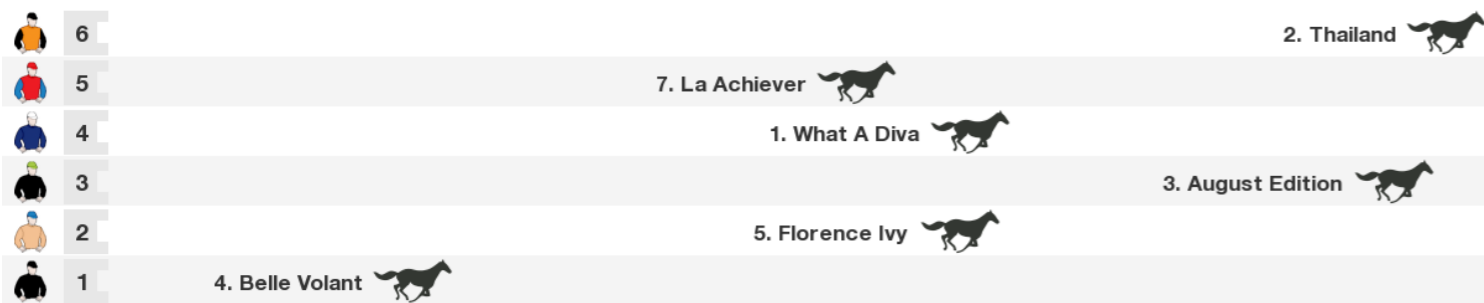 6 2. Thailand
5 7. La Achiever
4 1. What A Diva
3 3. August Edition
2 5. Florence Ivy
1 4. Belle Volant